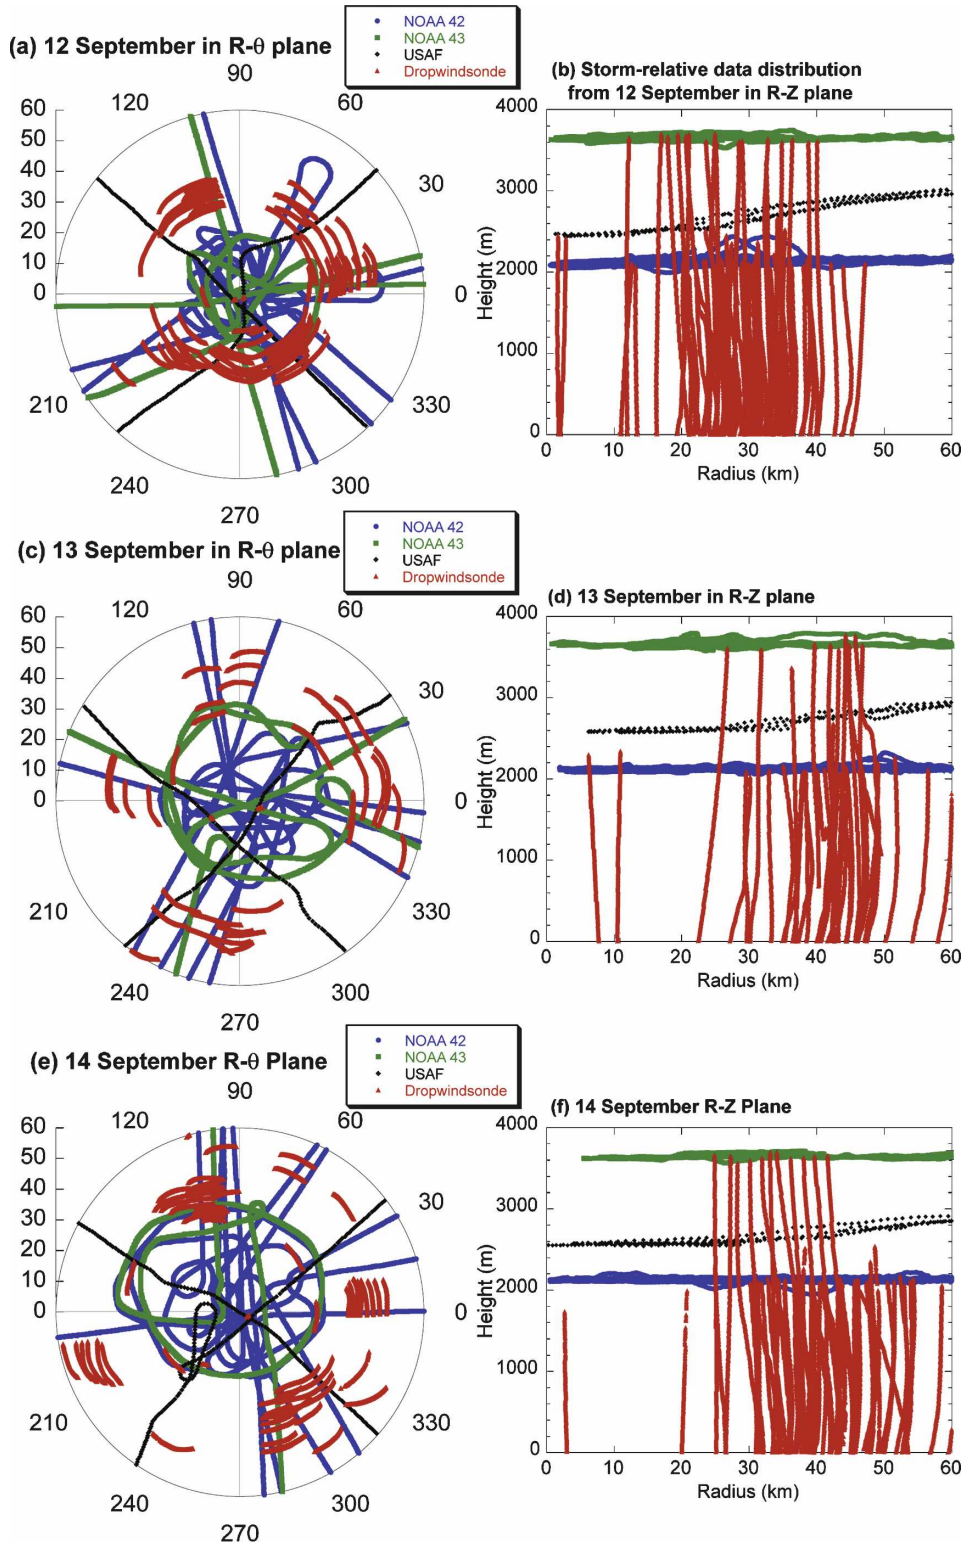 NOAA 42
NOAA 43
USAF
Dropwindsonde
(a) 12 September in R-θ plane
90
120
60
60
50
40
30
20
10
0
30
0
210
330
240
300
270
(b) Storm-relative data distribution
from 12 September in R-Z plane
4000
3000
2000
1000
0
Height (m)
0 10 20 30 40 50 60
Radius (km)
NOAA 42
NOAA 43
USAF
Dropwindsonde
(c) 13 September in R-θ plane
90
120
60
60
50
40
30
20
10
0
30
0
210
330
240
300
270
(d) 13 September in R-Z plane
4000
3000
2000
1000
0
Height (m)
0 10 20 30 40 50 60
Radius (km)
NOAA 42
NOAA 43
USAF
Dropwindsonde
(e) 14 September R-θ Plane
90
120
60
60
50
40
30
20
10
0
30
0
210
330
240
300
270
(f) 14 September R-Z Plane
4000
3000
2000
1000
0
Height (m)
0 10 20 30 40 50 60
Radius (km)